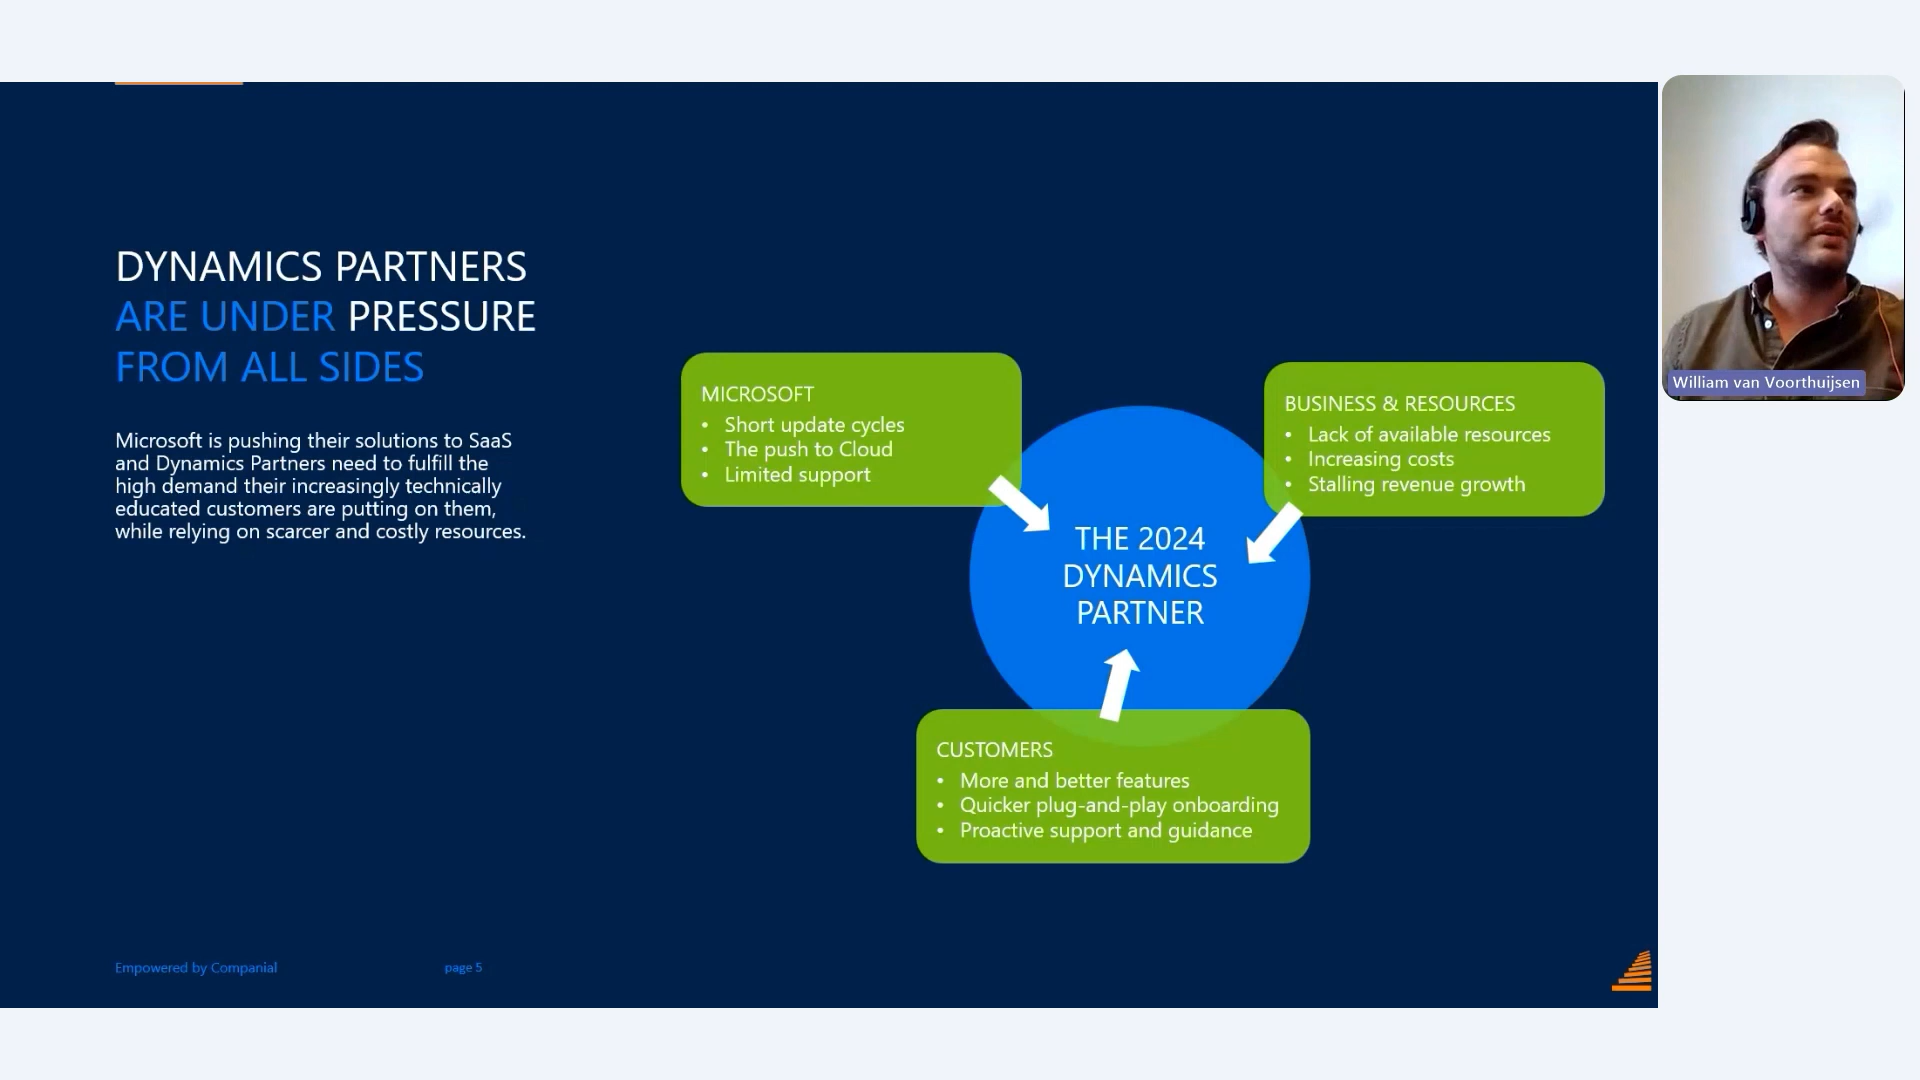 DYNAMICS PARTNERS
ARE UNDER PRESSURE
FROM ALL SIDES
Microsoft is pushing their solutions to SaaS
and Dynamics Partners need to fulfill the
high demand their increasingly technically
educated customers are putting on them,
while relying on scarcer and costly resources.
MICROSOFT
• Short update cycles
• The push to Cloud
• Limited support
BUSINESS & RESOURCES
• Lack of available resources
• Increasing costs
• Stalling revenue growth
THE 2024
DYNAMICS
PARTNER
CUSTOMERS
• More and better features
• Quicker plug-and-play onboarding
• Proactive support and guidance
Empowered by Companial
page 5
William van Voorthuijsen